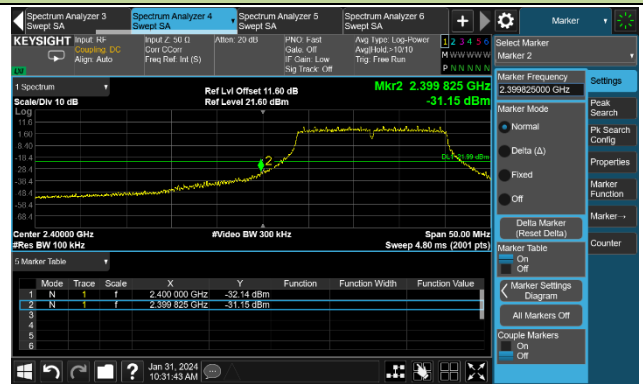 Spectrum Analyzer 3
Swept SA
Spectrum Analyzer 4
Swept SA
Spectrum Analyzer 5
Swept SA
Spectrum Analyzer 6
Swept SA
+
Marker
KEYSIGHT
Input: RF
Coupling: DC
Align: Auto
Input Z: 50 Ω
Corr CCorr
Freq Ref: Int (S)
Atten: 20 dB
PNO: Fast
Gate: Off
IF Gain: Low
Sig Track: Off
Avg Type: Log-Power
Avg|Hold:>10/10
Trig: Free Run
1 2 3 4 5 6
M W W W W W
P N N N N N
Select Marker
Marker 2
1 Spectrum
Scale/Div 10 dB
Log
Ref Lvl Offset 11.60 dB
Ref Level 21.60 dBm
Mkr2 2.399 825 GHz
-31.15 dBm
11.6
1.60
-8.40
-18.4
-28.4
-38.4
-48.4
-58.4
-68.4
2
Center 2.40000 GHz
#Res BW 100 kHz
#Video BW 300 kHz
Span 50.00 MHz
Sweep 4.80 ms (2001 pts)
5 Marker Table
Mode Trace Scale X Y Function Function Width Function Value
1 N 1 f 2.400 000 GHz -32.14 dBm
2 N 1 f 2.399 825 GHz -31.15 dBm
3
4
5
6
Marker Frequency
2.399825000 GHz
Marker Mode
Normal
Delta (Δ)
Fixed
Off
Delta Marker
(Reset Delta)
Marker Table
On
Off
Marker Settings
Diagram
All Markers Off
Couple Markers
On
Off
Settings
Peak
Search
Pk Search
Config
Properties
Marker
Function
Marker→
Counter
?
Jan 31, 2024
10:31:43 AM